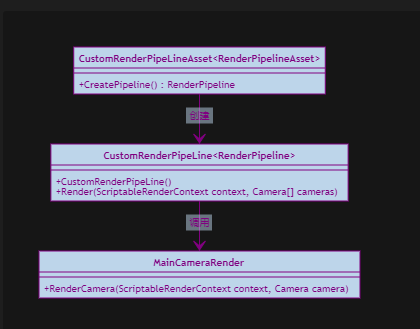 CustomRenderPipeLineAsset<RenderPipelineAsset>
+CreatePipeline() : RenderPipeline
创建
CustomRenderPipeLine<RenderPipeline>
+CustomRenderPipeLine()
+Render(ScriptableRenderContext context, Camera[] cameras)
调用
MainCameraRender
+RenderCamera(ScriptableRenderContext context, Camera camera)